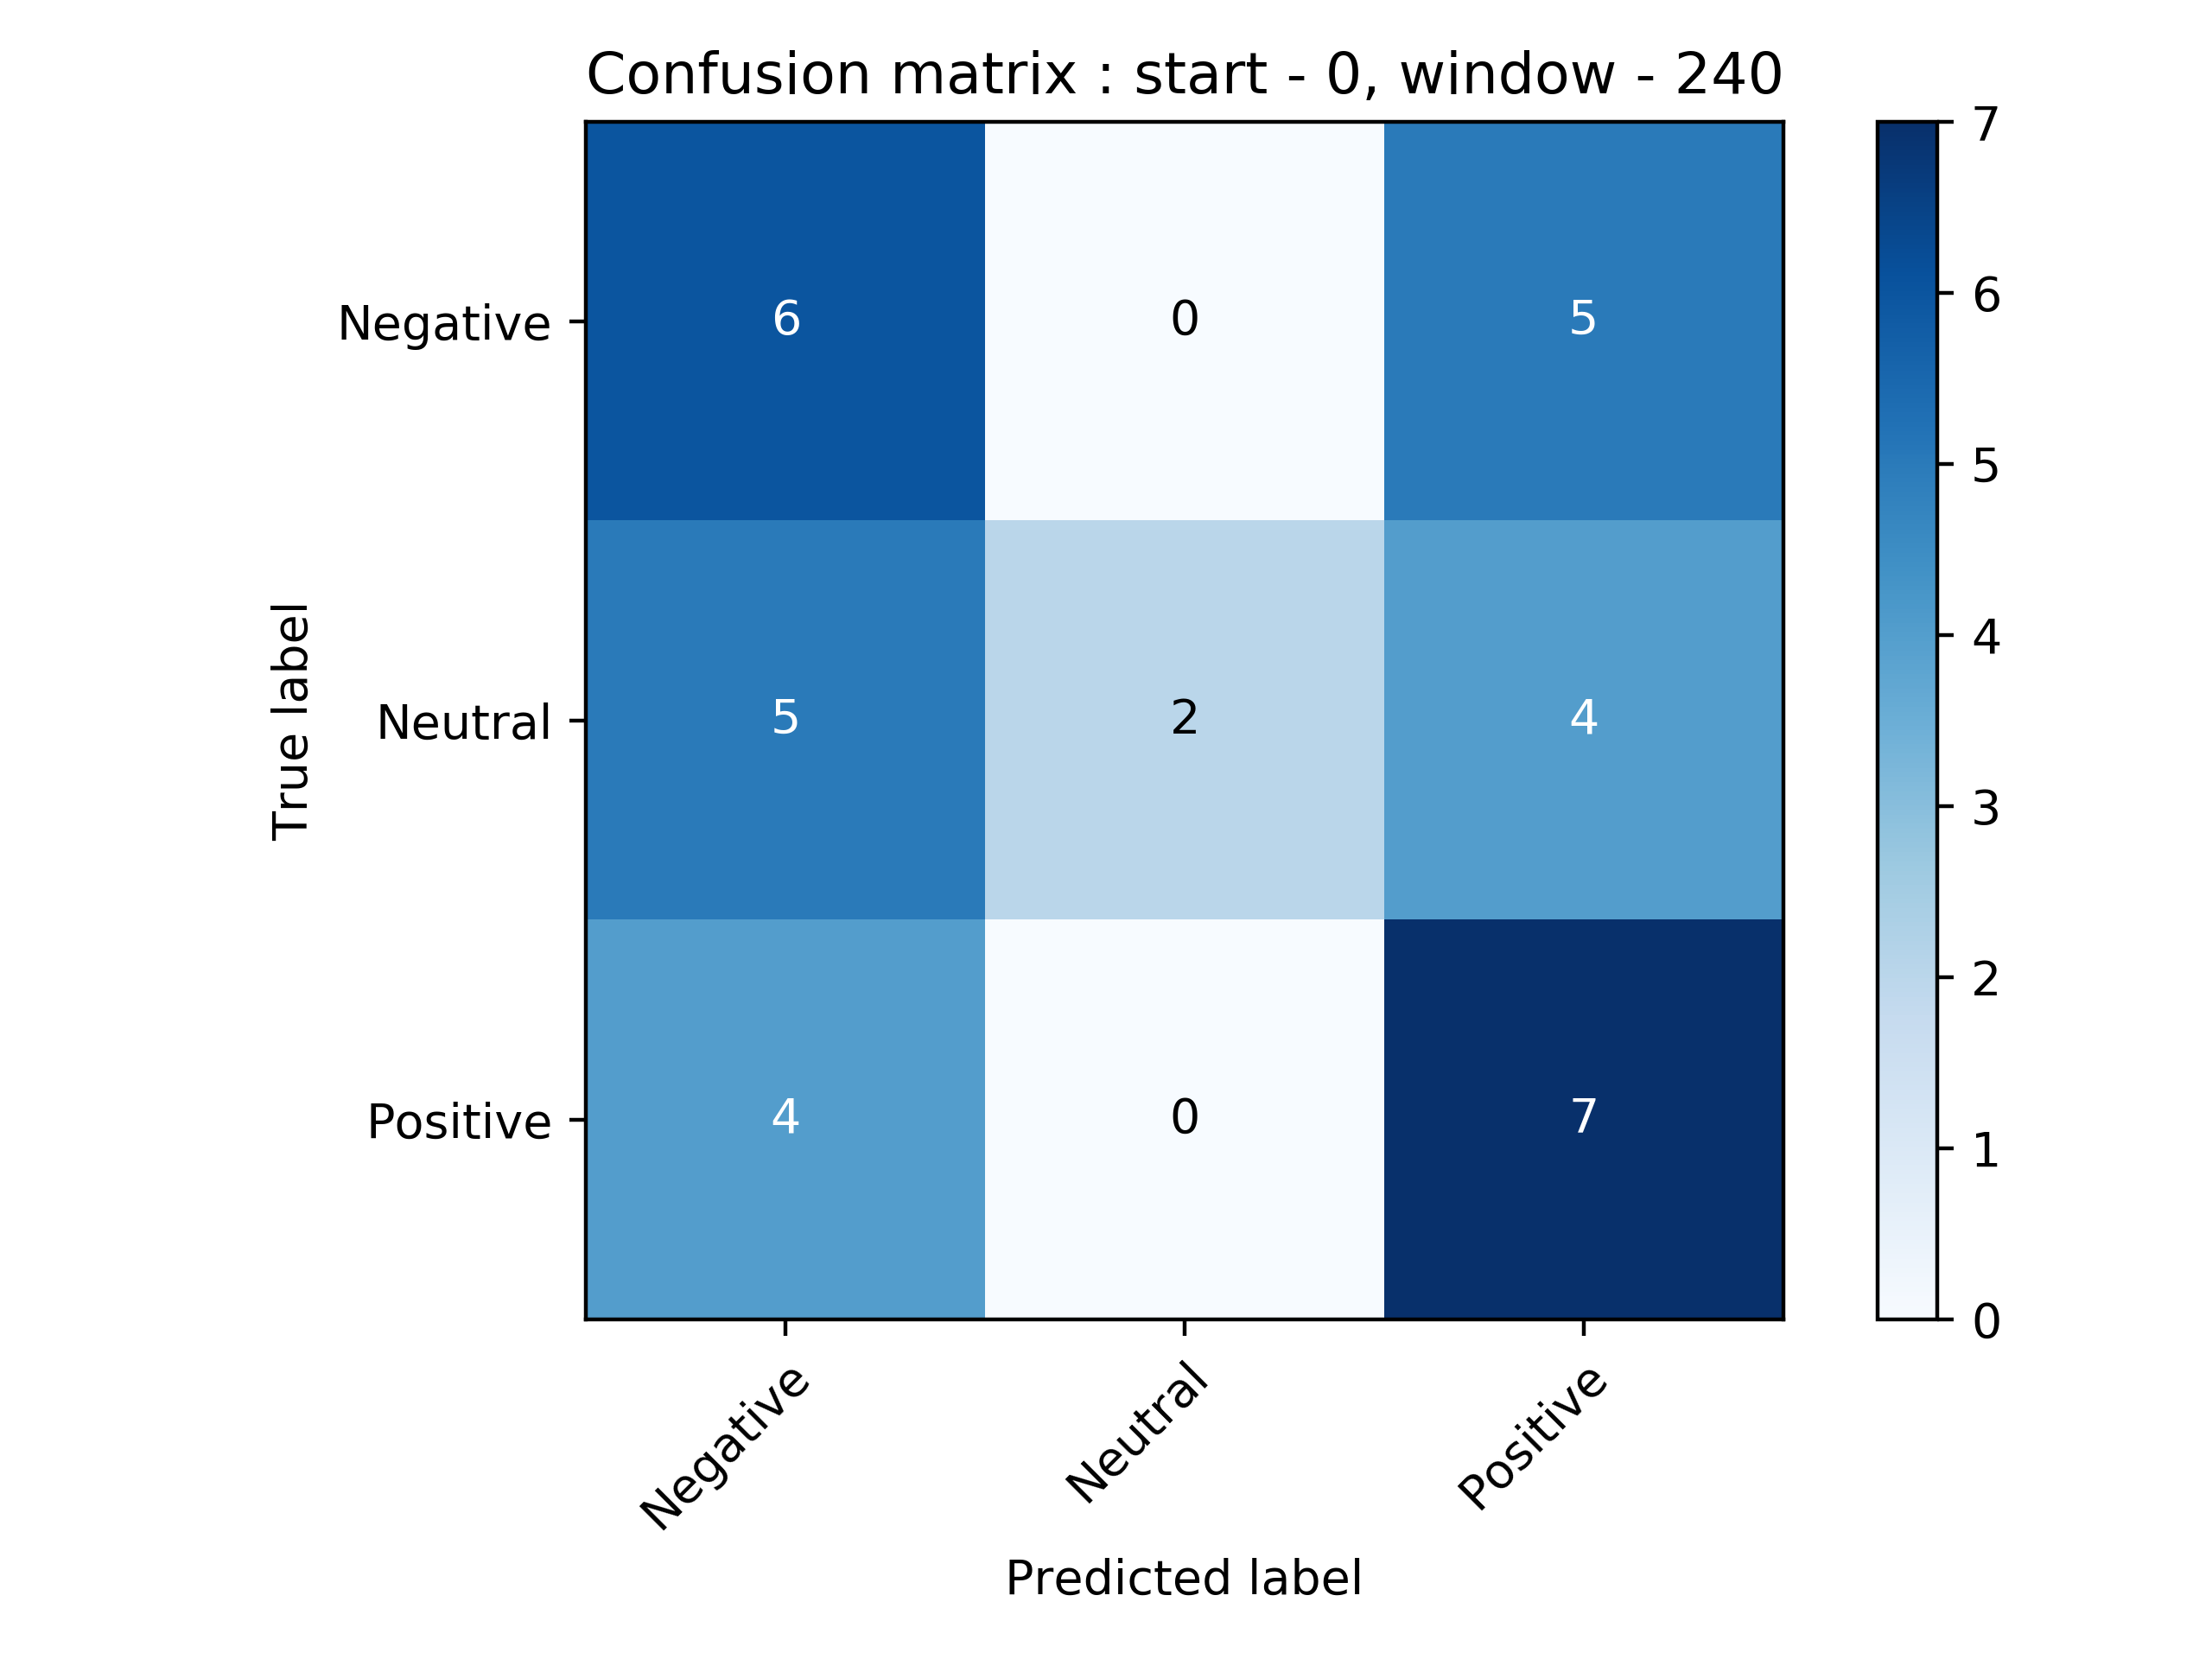 Confusion matrix : start - 0, window - 240
True label
Negative
6
0
5
Neutral
5
2
4
Positive
4
0
7
Negative
Neutral
Positive
Predicted label
7
6
5
4
3
2
1
0